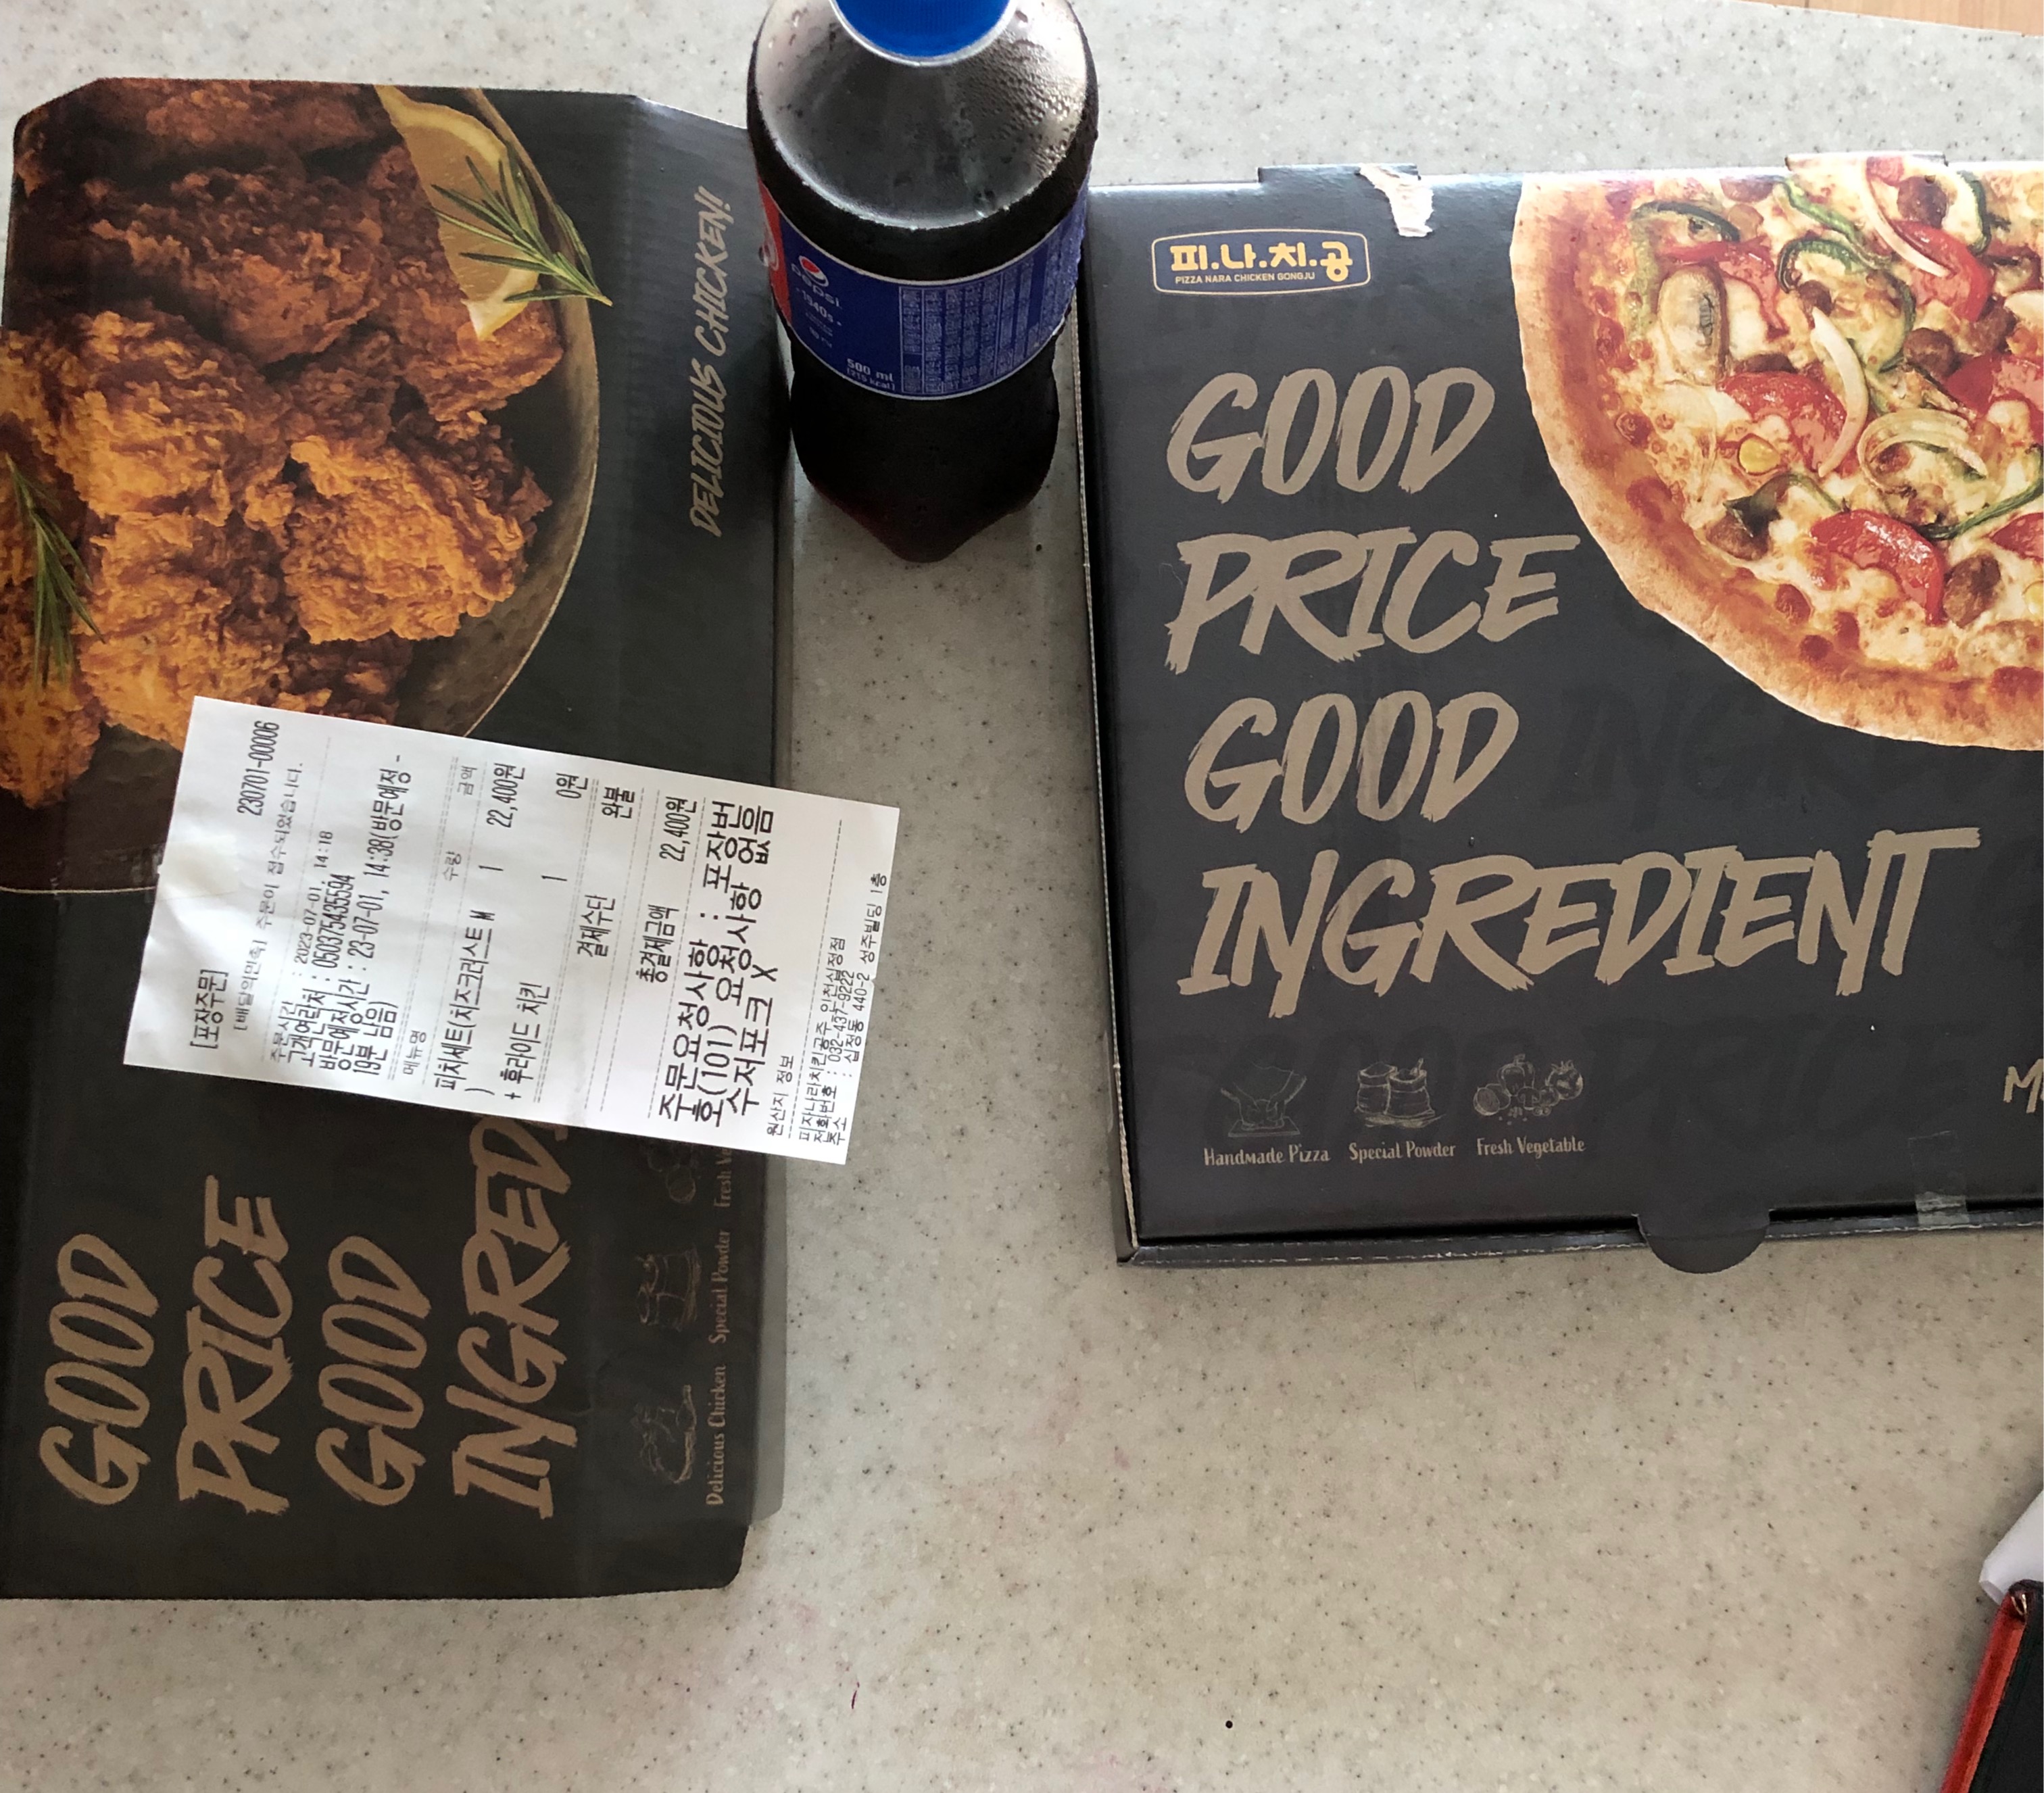 DELICIOUS CHICKEN!
GOOD
PRICE
GOOD
INGRED
Delicious Chicken Special Powder Fresh Ve
[포장주문] 230701-00006
[배달의민족] 주문이 접수되었습니다.
주문시간 : 2023-07-01, 14:18
고객연락처 : 050375435594
방문예정시간 : 23-07-01, 14:38(방문예정 -
19분 남음)
메뉴명 수량 금액
피치세트(치즈크러스트 M 1 22,400원
)
+ 후라이드 치킨 1 0원
결제수단 완불
총결제금액 22,400원
주문요청사항 : 포장번
호(101) 요청사항 없음
수저포크 X
원산지 정보
피자나라치킨공주 인천십정점
전화번호 : 032-437-9222
주소 : 십정동 440-2 성주빌딩 1층
pepsi
1940s
500 ml
(215 kcal)
피.나.치.공
PIZZA NARA CHICKEN GONGJU
GOOD
PRICE
GOOD
INGREDIENT
Handmade Pizza Special Powder Fresh Vegetable